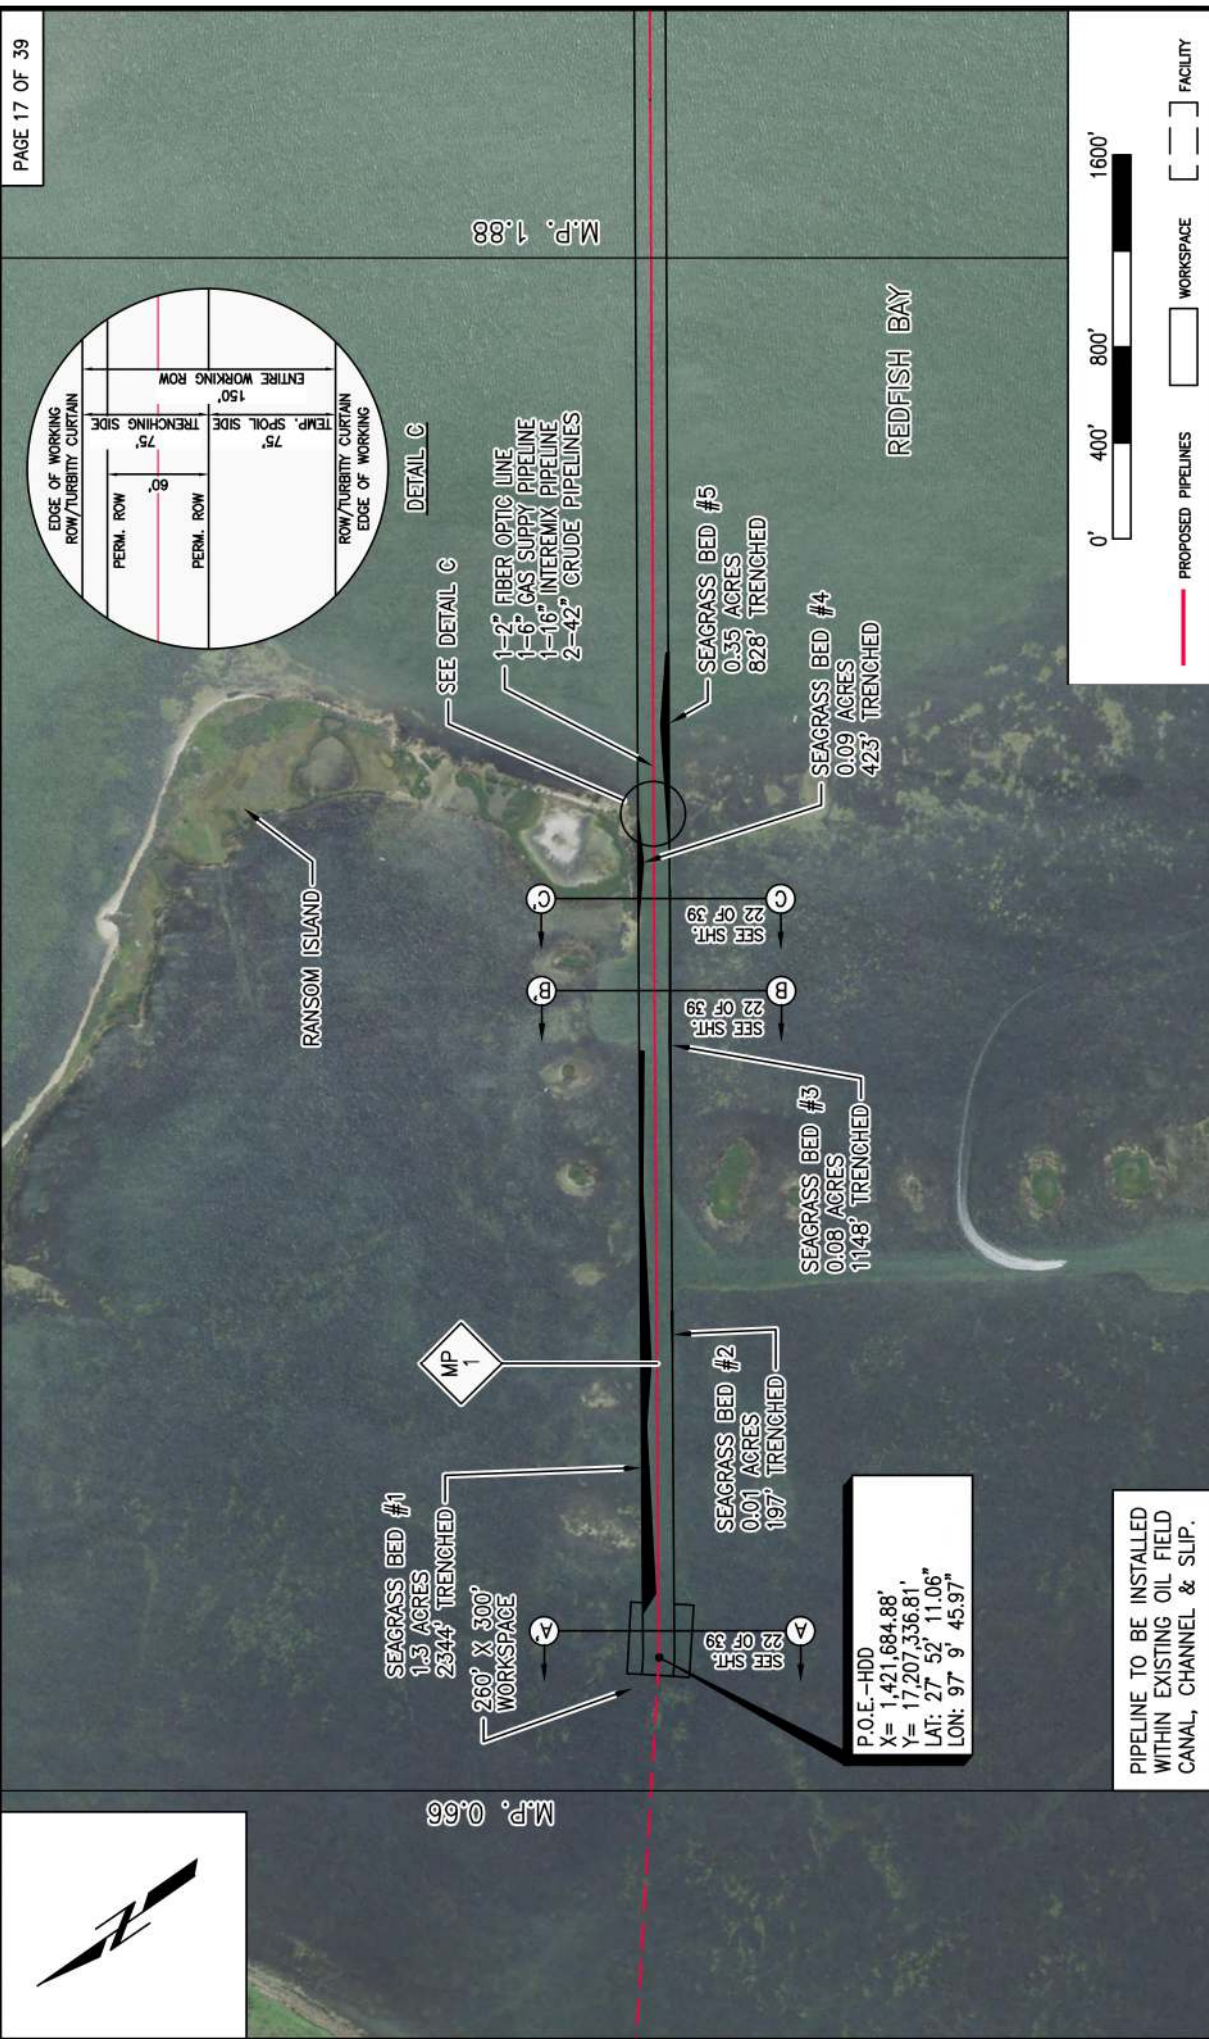 PAGE 17 OF 39
M.P. 0.66
M.P. 1.88
EDGE OF WORKING
ROW/TURBITIY CURTAIN
PERM. ROW
60'
PERM. ROW
75'
TRENCHING SIDE
75'
TEMP. SPOIL SIDE
150'
ENTIRE WORKING ROW
ROW/TURBITIY CURTAIN
EDGE OF WORKING
DETAIL C
RANSOM ISLAND
SEE DETAIL C
1-2" FIBER OPTIC LINE
1-6" GAS SUPPLY PIPELINE
1-16" INTEREMIX PIPELINE
2-42" CRUDE PIPELINES
MP
1
SEAGRASS BED #1
1.3 ACRES
2344' TRENCHED
260' X 300'
WORKSPACE
A'
B'
C'
SEE SHT.
22 OF 39
A
SEE SHT.
22 OF 39
B
SEE SHT.
22 OF 39
C
SEAGRASS BED #2
0.01 ACRES
197' TRENCHED
SEAGRASS BED #3
0.08 ACRES
1148' TRENCHED
SEAGRASS BED #4
0.09 ACRES
423' TRENCHED
SEAGRASS BED #5
0.35 ACRES
828' TRENCHED
REDFISH BAY
P.O.E.-HDD
X= 1,421,684.88'
Y= 17,207,336.81'
LAT: 27° 52' 11.06"
LON: 97° 9' 45.97"
PIPELINE TO BE INSTALLED
WITHIN EXISTING OIL FIELD
CANAL, CHANNEL & SLIP.
0'
400'
800'
1600'
PROPOSED PIPELINES
WORKSPACE
FACILITY